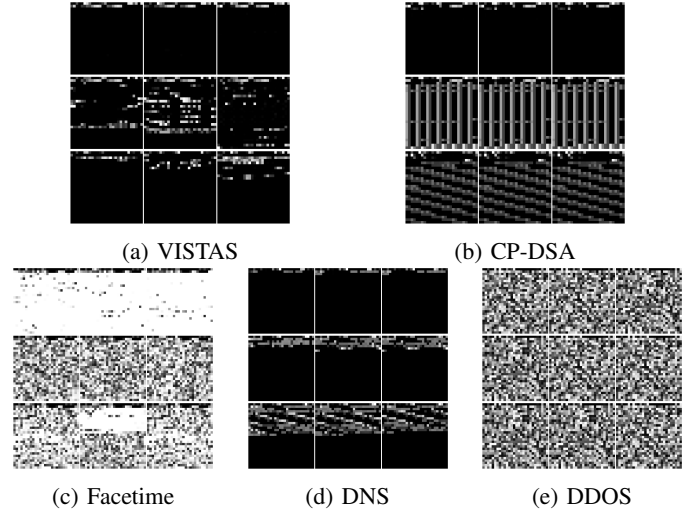 (a) VISTAS
(b) CP-DSA
(c) Facetime
(d) DNS
(e) DDOS